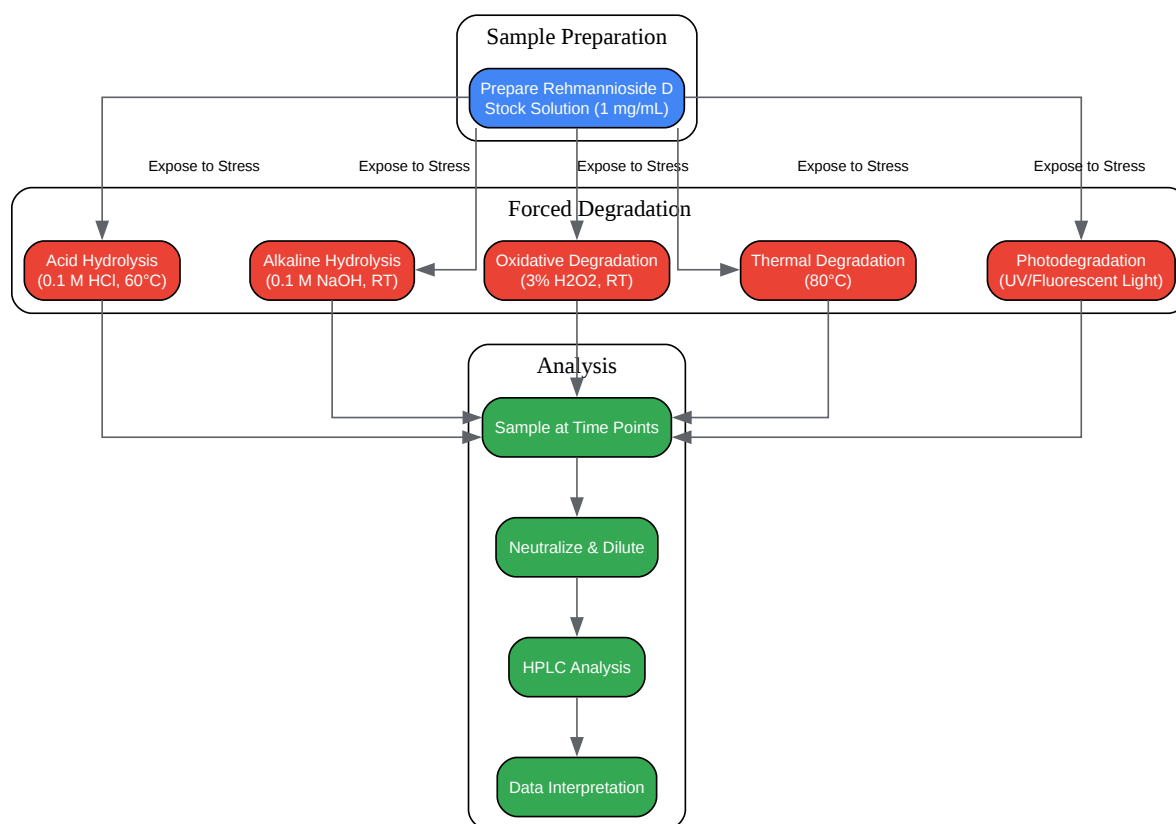 Sample Preparation
Prepare Rehmannioside D
Stock Solution (1 mg/mL)
Expose to Stress
Expose to Stress
Expose to Stress
Expose to Stress
Expose to Stress
Forced Degradation
Acid Hydrolysis
(0.1 M HCl, 60°C)
Alkaline Hydrolysis
(0.1 M NaOH, RT)
Oxidative Degradation
(3% H2O2, RT)
Thermal Degradation
(80°C)
Photodegradation
(UV/Fluorescent Light)
Analysis
Sample at Time Points
Neutralize & Dilute
HPLC Analysis
Data Interpretation